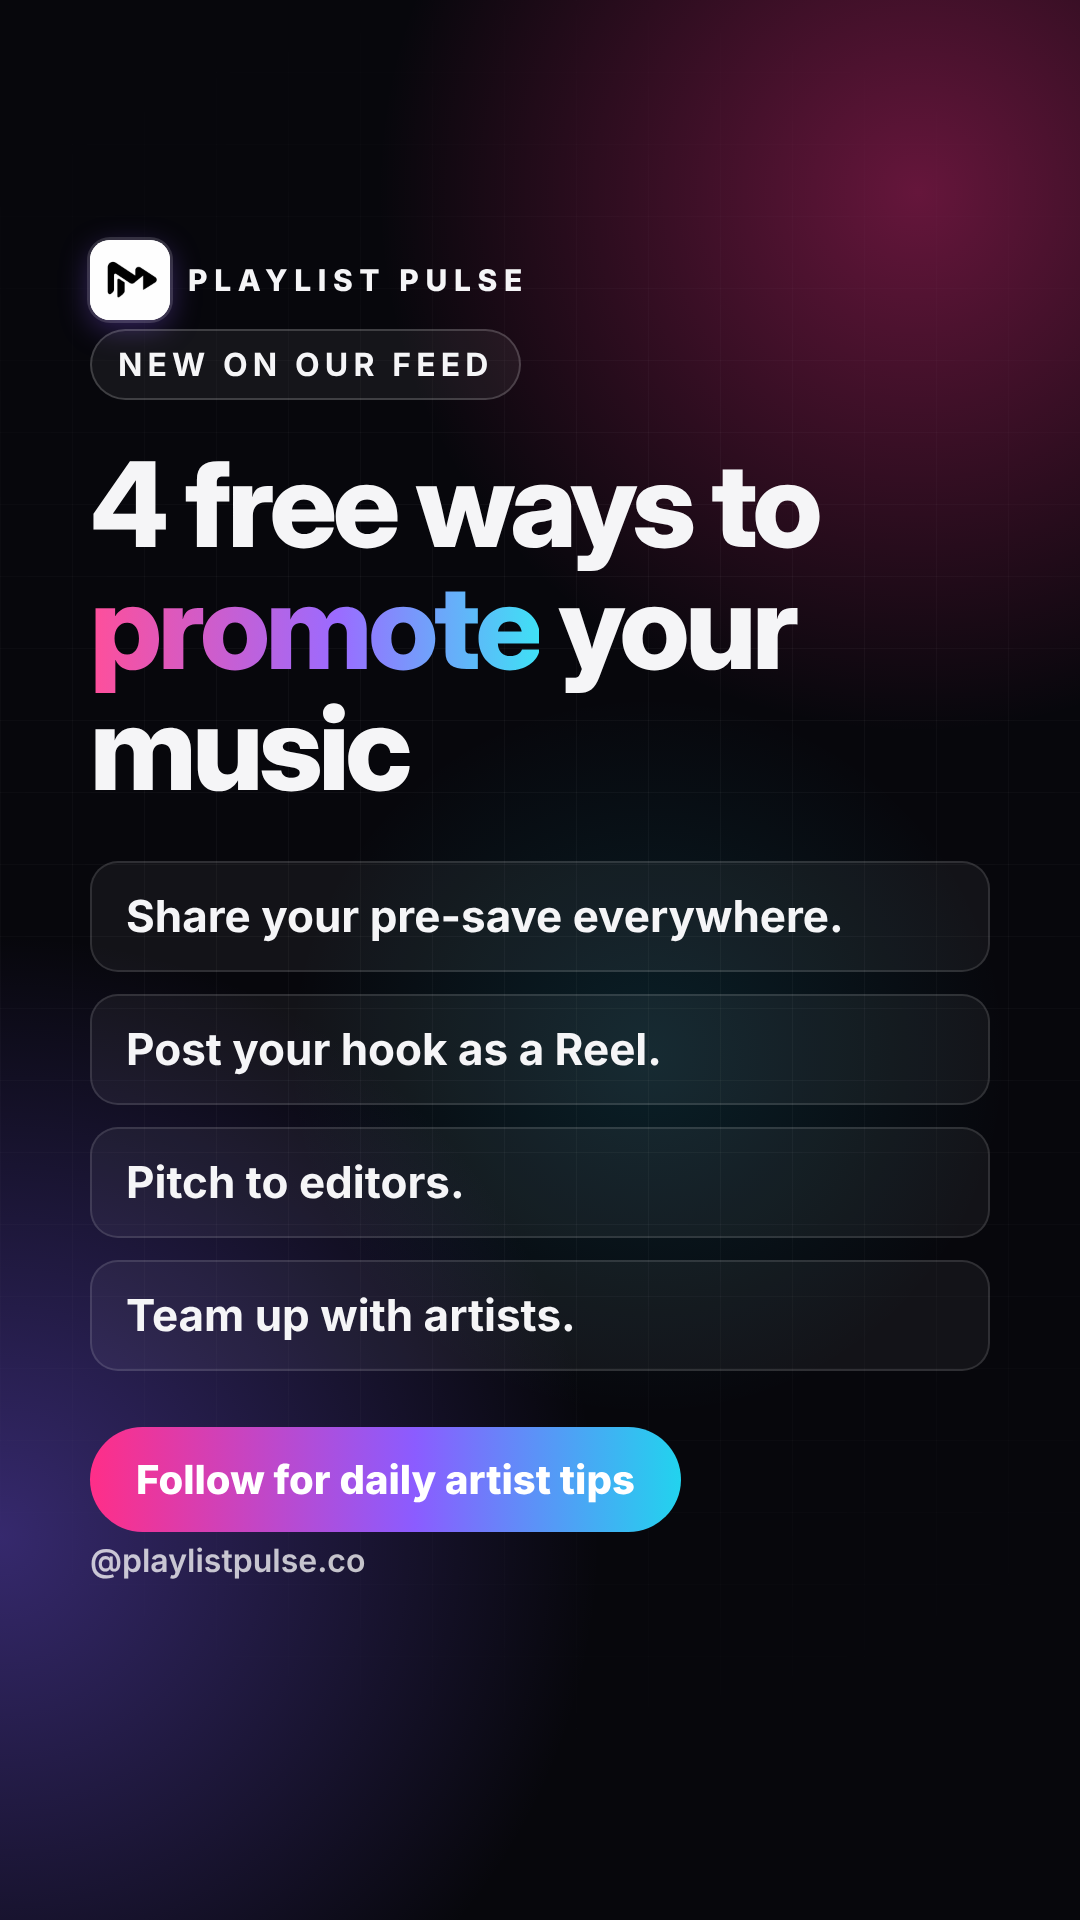 PLAYLIST PULSE
NEW ON OUR FEED
4 free ways to
promote your
music
Share your pre-save everywhere.
Post your hook as a Reel.
Pitch to editors.
Team up with artists.
Follow for daily artist tips
@playlistpulse.co